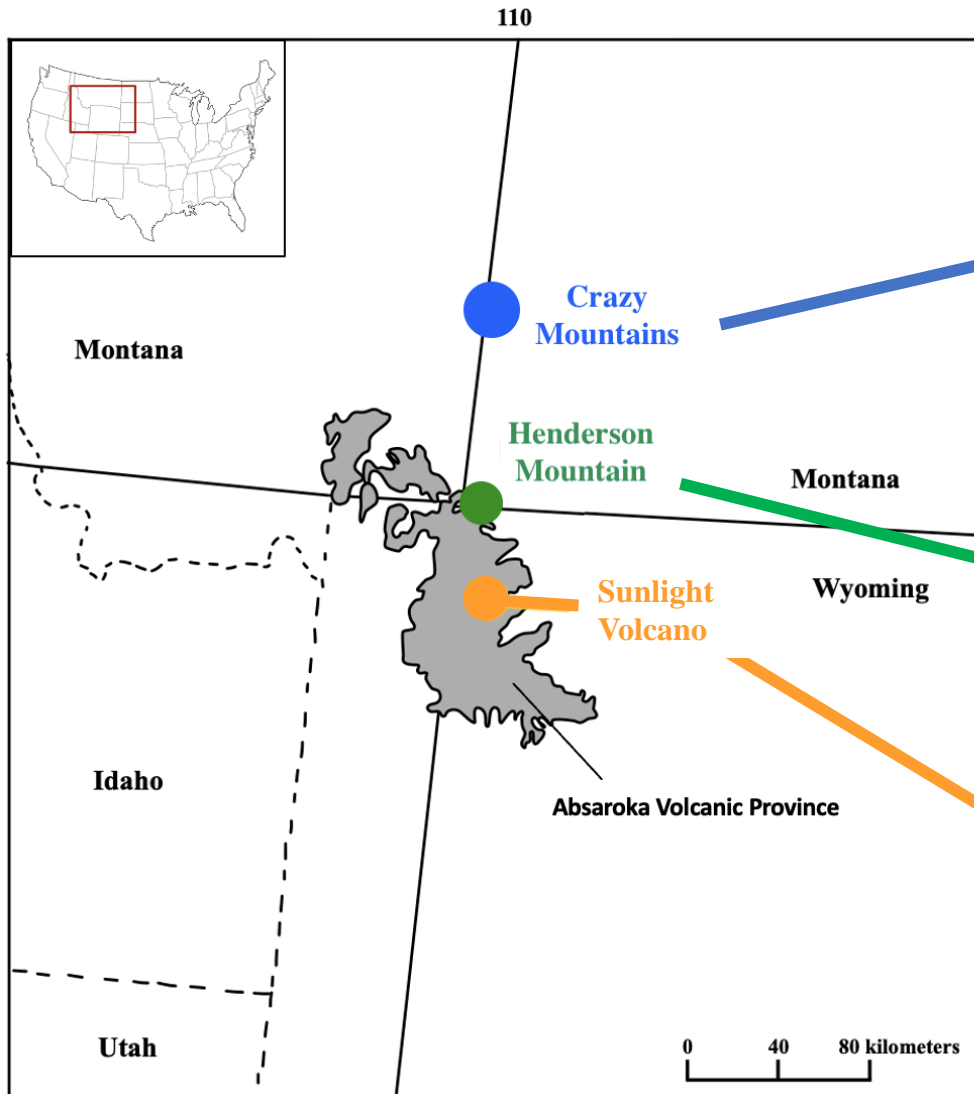 110
Crazy
Mountains
Montana
Henderson
Mountain
Montana
Wyoming
Sunlight
Volcano
Idaho
Absaroka Volcanic Province
Utah
0 40 80 kilometers